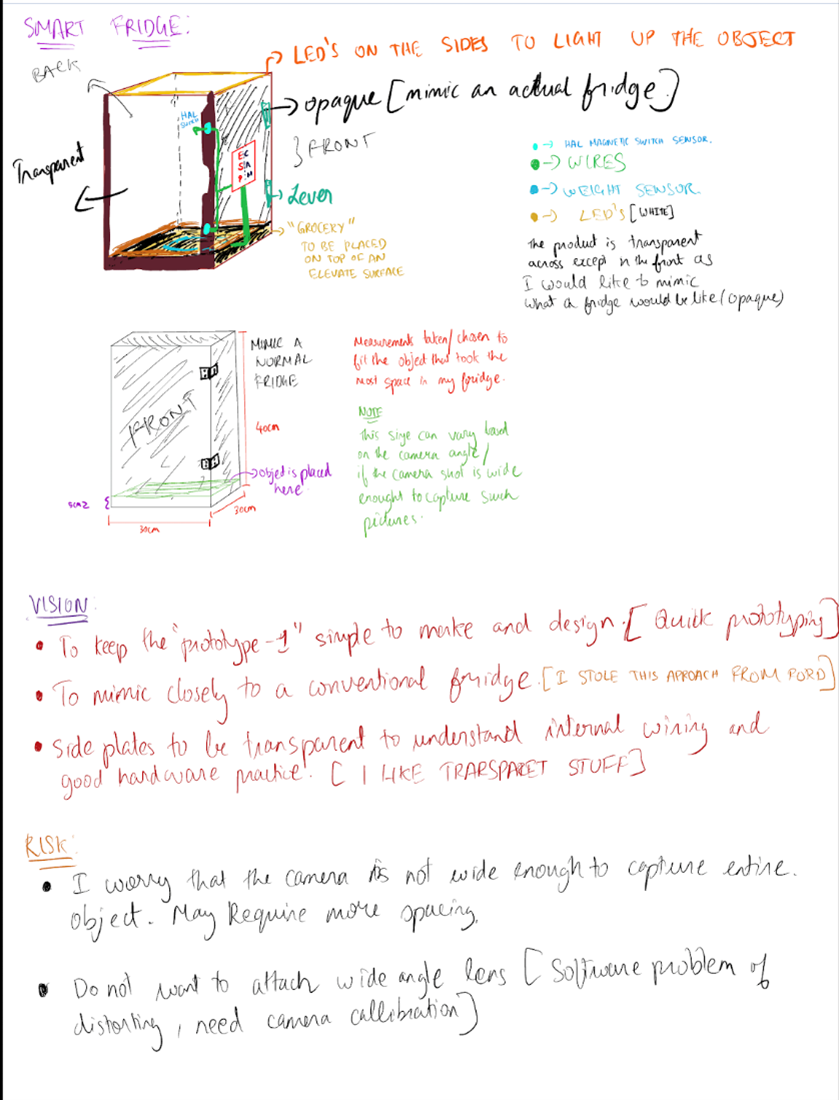 SMART FRIDGE:
LED'S ON THE SIDES TO LIGHT UP THE OBJECT
BACK
opaque [mimic an actual fridge]
HAL
} FRONT
Transparent
Lever
"GROCERY"
TO BE PLACED
ON TOP OF AN
ELEVATE SURFACE
HAL MAGNETIC SWITCH SENSOR.
WIRES
WEIGHT SENSOR.
LED'S [WHITE]
The product is transparent
across except in the front as
I would like to mimic
what a fridge would be like (opaque)
MIMIC A
NORMAL
FRIDGE
FRONT
40cm
object is placed
here.
30cm
30cm
Measurements taken/chosen to
fit the object that took the
most space in my fridge.
NOTE
This size can vary based
on the camera angle/
if the camera shot is wide
enought to capture such
pictures.
VISION:
• To keep the "prototype-1" simple to make and design. [Quick prototyping]
• To mimic closely to a conventional fridge. [I STOLE THIS APROACH FROM FORD]
• Side plates to be transparent to understand internal wiring and
good hardware practice. [I LIKE TRARSPARET STUFF]
RISK:
• I worry that the camera is not wide enough to capture entire.
object. May Require more spacing.
• Do not want to attach wide angle lens [Software problem of
distorting, need camera callibration]